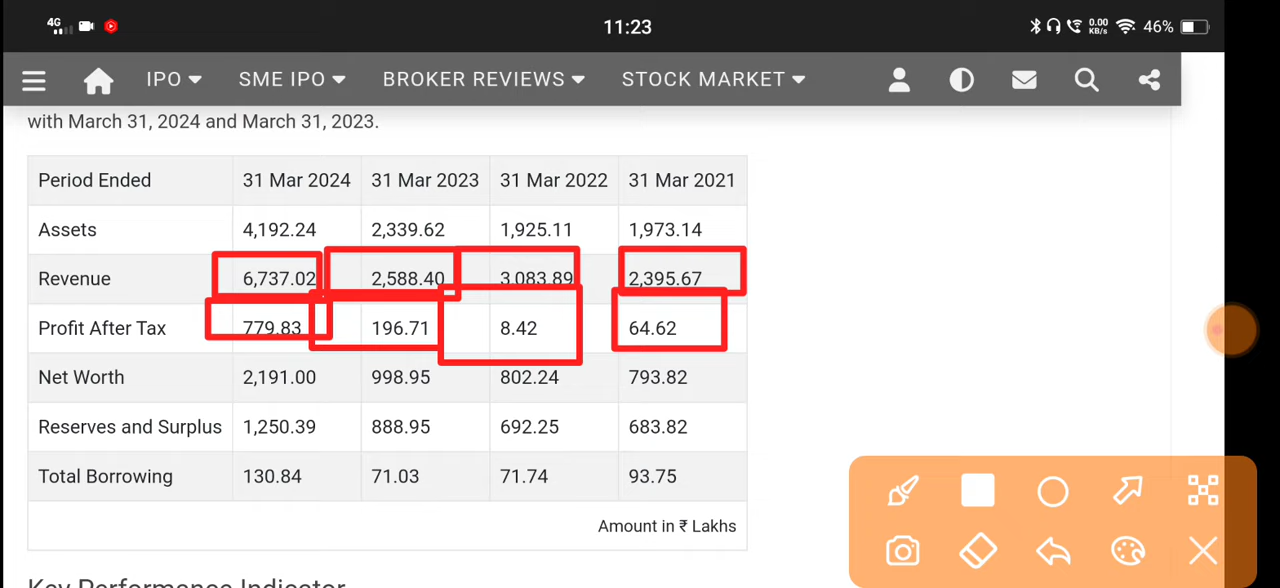 4G 11:23 0.00 KB/s 46%
IPO SME IPO BROKER REVIEWS STOCK MARKET
with March 31, 2024 and March 31, 2023.
Period Ended 31 Mar 2024 31 Mar 2023 31 Mar 2022 31 Mar 2021
Assets 4,192.24 2,339.62 1,925.11 1,973.14
Revenue 6,737.02 2,588.40 3,083.89 2,395.67
Profit After Tax 779.83 196.71 8.42 64.62
Net Worth 2,191.00 998.95 802.24 793.82
Reserves and Surplus 1,250.39 888.95 692.25 683.82
Total Borrowing 130.84 71.03 71.74 93.75
Amount in ₹ Lakhs
Key Performance Indicator